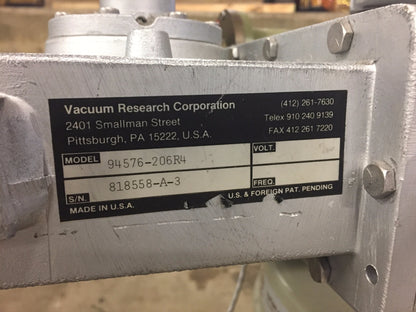 Vacuum Research Corporation (412) 261-7630
2401 Smallman Street Telex 910 240 9139
Pittsburgh, PA 15222, U.S.A. FAX 412 261 7220
MODEL 94576-206R4 VOLT.
S/N. 818558-A-3 FREQ.
MADE IN U.S.A. U.S. & FOREIGN PAT. PENDING